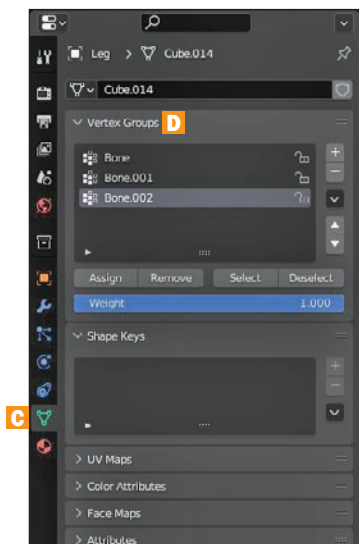 Leg > Cube.014
Cube.014
Vertex Groups D
Bone
Bone.001
Bone.002
Assign Remove Select Deselect
Weight 1.000
Shape Keys
C
> UV Maps
> Color Attributes
> Face Maps
> Attributes